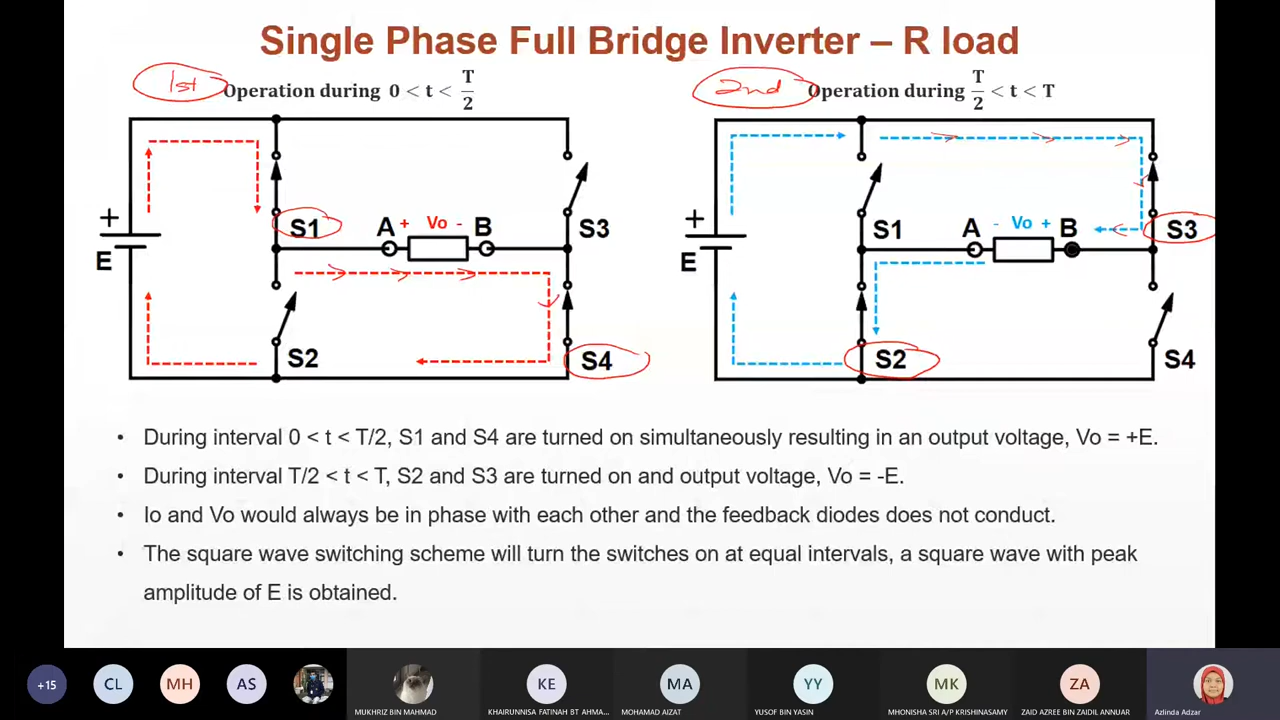 Single Phase Full Bridge Inverter – R load
1st
Operation during 0 < t < T/2
+
E
S1
A + Vo - B
S3
S2
S4
2nd
Operation during T/2 < t < T
+
E
S1
A - Vo + B
S3
S2
S4
• During interval 0 < t < T/2, S1 and S4 are turned on simultaneously resulting in an output voltage, Vo = +E.
• During interval T/2 < t < T, S2 and S3 are turned on and output voltage, Vo = -E.
• Io and Vo would always be in phase with each other and the feedback diodes does not conduct.
• The square wave switching scheme will turn the switches on at equal intervals, a square wave with peak
amplitude of E is obtained.
+15
CL
MH
AS
MUKHRIZ BIN MAHMAD
KE
KHAIRUNNISA FATINAH BT AHMA...
MA
MOHAMAD AIZAT
YY
YUSOF BIN YASIN
MK
MHONISHA SRI A/P KRISHINASAMY
ZA
ZAID AZREE BIN ZAIDIL ANNUAR
Azlinda Adzar